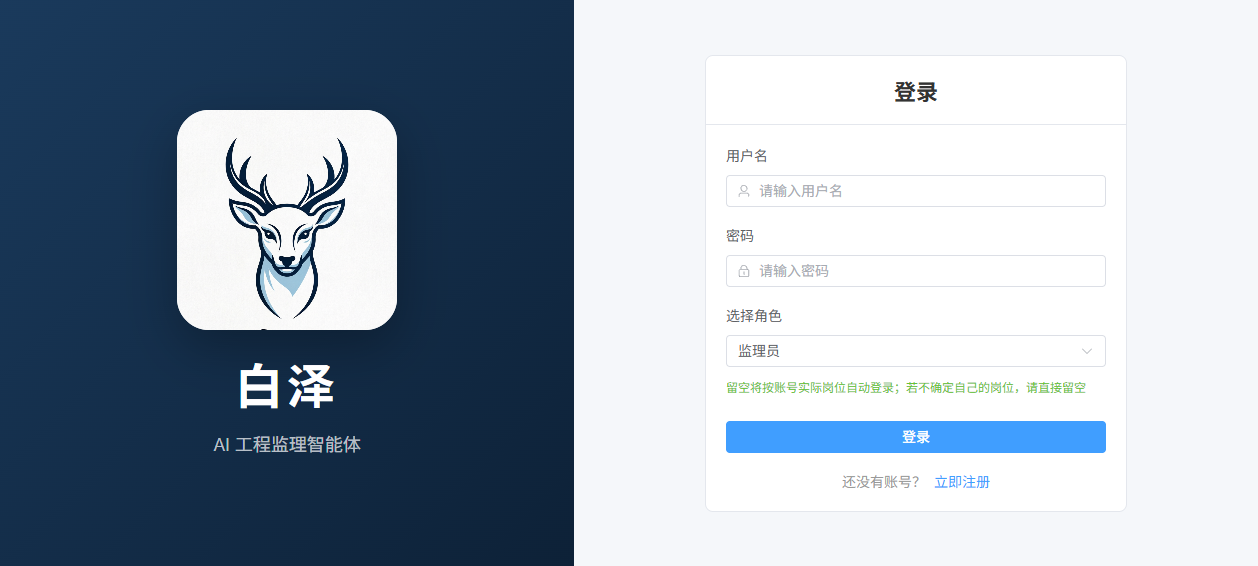 白泽
AI 工程监理智能体
登录
用户名
请输入用户名
密码
请输入密码
选择角色
监理员
留空将按账号实际岗位自动登录；若不确定自己的岗位，请直接留空
登录
还没有账号？ 立即注册